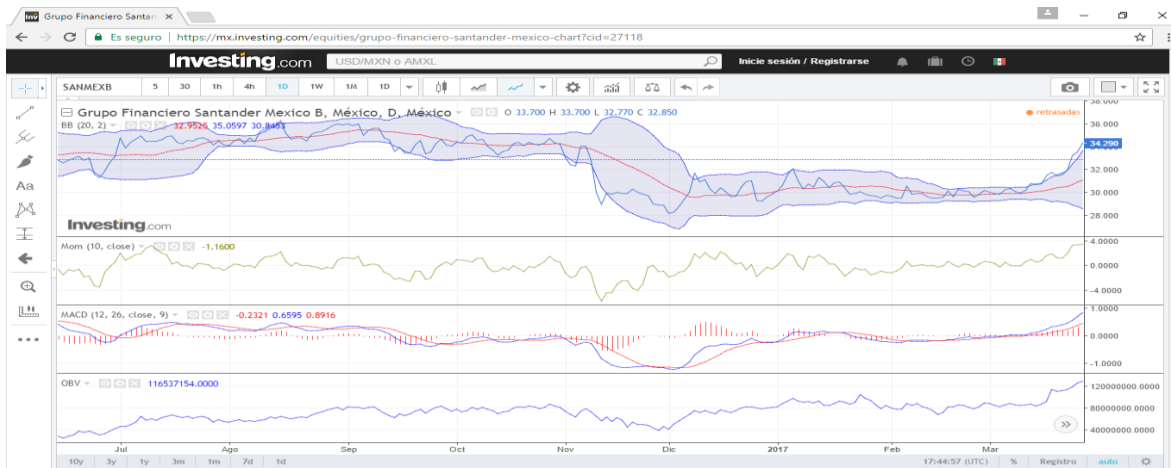 Inv Grupo Financiero Santan ×
Es seguro | https://mx.investing.com/equities/grupo-financiero-santander-mexico-chart?cid=27118
Investing.com USD/MXN o AMXL Inicie sesión / Registrarse
SANMEXB 5 30 1h 4h 1D 1W 1M 1D
Grupo Financiero Santander Mexico B, México, D, México O 33.700 H 33.700 L 32.770 C 32.850 retrasadas
38.000
BB (20, 2) 32.9526 35.0597 30.8453
36.000
34.290
32.000
30.000
28.000
Aa
Investing.com
Mom (10, close) -1.1600
4.0000
0.0000
-4.0000
MACD (12, 26, close, 9) -0.2321 0.6595 0.8916
1.0000
0.0000
-1.0000
OBV 116537154.0000
120000000.0000
80000000.0000
40000000.0000
Jul Ago Sep Oct Nov Dic 2017 Feb Mar
10y 3y 1y 3m 1m 7d 1d 17:44:57 (UTC) % Registro auto